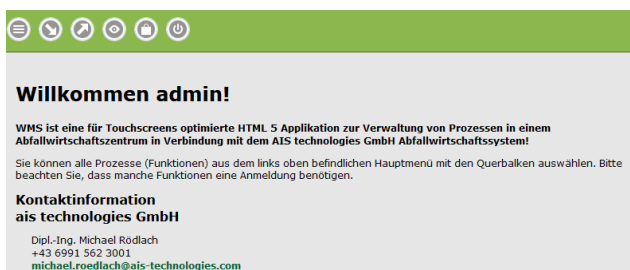 Willkommen admin!
WMS ist eine für Touchscreens optimierte HTML 5 Applikation zur Verwaltung von Prozessen in einem
Abfallwirtschaftszentrum in Verbindung mit dem AIS technologies GmbH Abfallwirtschaftssystem!
Sie können alle Prozesse (Funktionen) aus dem links oben befindlichen Hauptmenü mit den Querbalken auswählen. Bitte
beachten Sie, dass manche Funktionen eine Anmeldung benötigen.
Kontaktinformation
ais technologies GmbH
Dipl.-Ing. Michael Rödlach
+43 6991 562 3001
michael.roedlach@ais-technologies.com